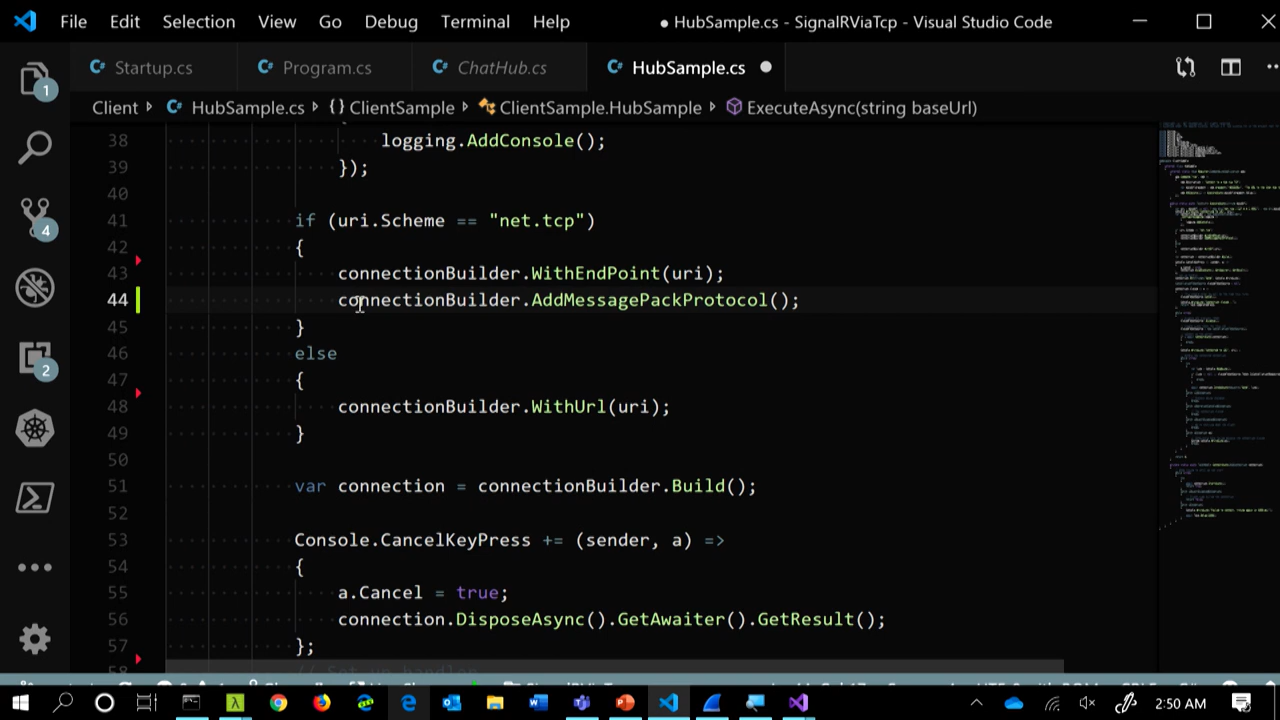 File Edit Selection View Go Debug Terminal Help ● HubSample.cs - SignalRViaTcp - Visual Studio Code
Startup.cs Program.cs ChatHub.cs HubSample.cs ●
Client HubSample.cs {} ClientSample ClientSample.HubSample ExecuteAsync(string baseUrl)
1
4
2
38 logging.AddConsole();
39 });
40
41 if (uri.Scheme == "net.tcp")
42 {
43 connectionBuilder.WithEndPoint(uri);
44 connectionBuilder.AddMessagePackProtocol();
45 }
46 else
47 {
48 connectionBuilder.WithUrl(uri);
49 }
50
51 var connection = connectionBuilder.Build();
52
53 Console.CancelKeyPress += (sender, a) =>
54 {
55 a.Cancel = true;
56 connection.DisposeAsync().GetAwaiter().GetResult();
57 };
58 // Set up handler
2:50 AM